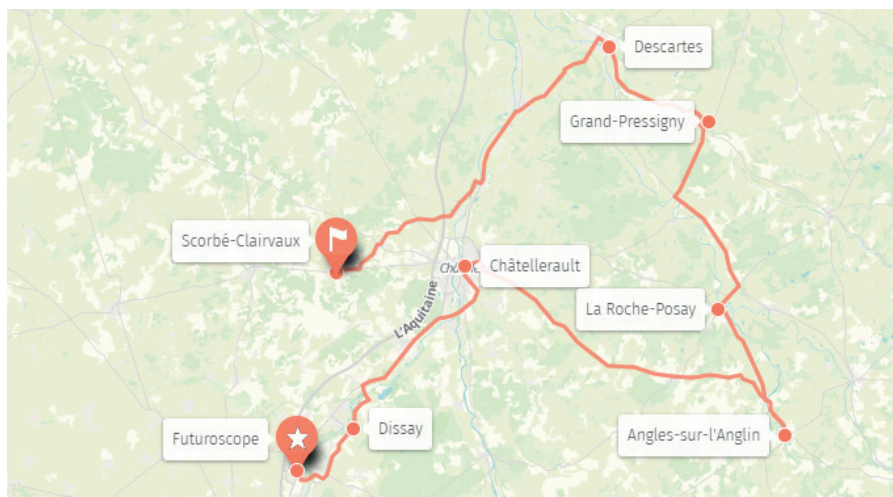 Descartes
Grand-Pressigny
Scorbé-Clairvaux
Châtellerault
L'Aquitaine
La Roche-Posay
Futuroscope
Dissay
Angles-sur-l'Anglin